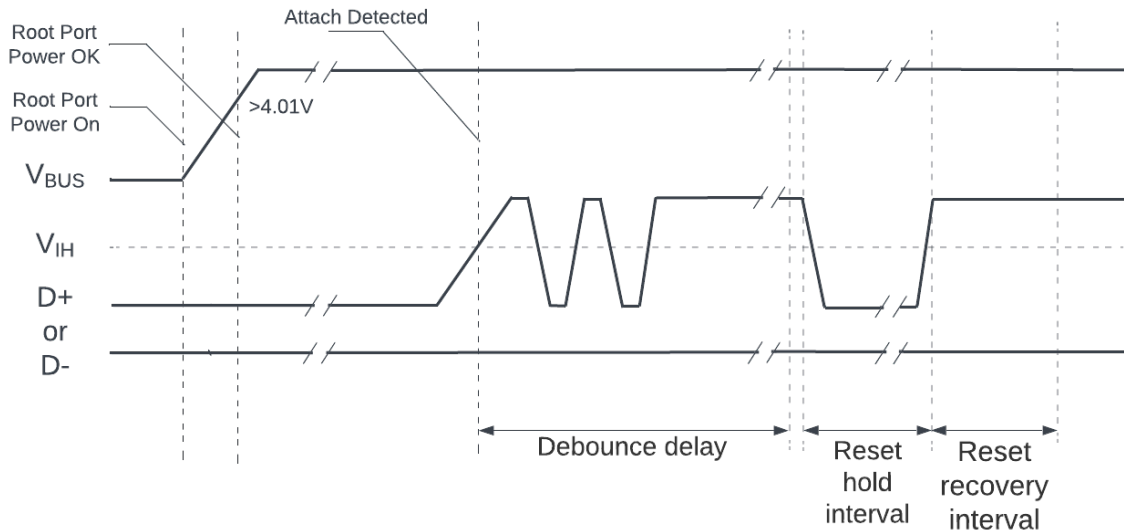 Attach Detected
Root Port
Power OK
>4.01V
Root Port
Power On
VBUS
VIH
D+
or
D-
Debounce delay
Reset
hold
interval
Reset
recovery
interval